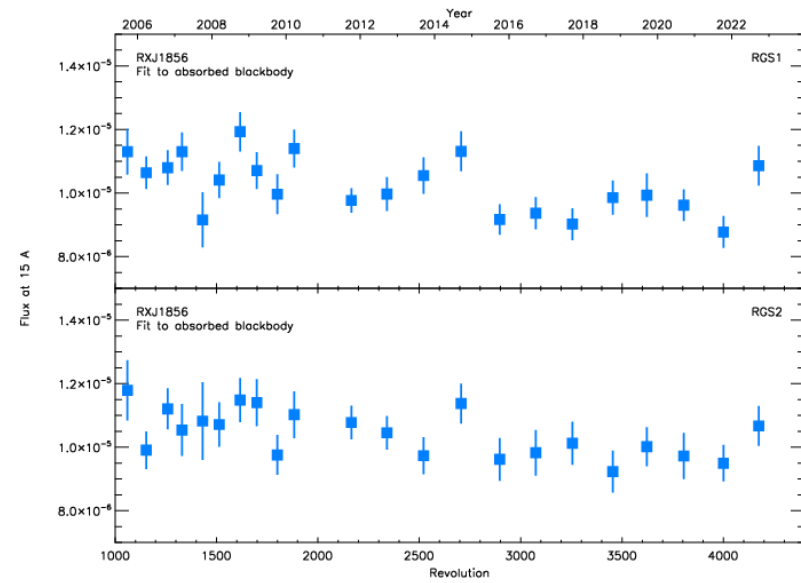 Year
2006 2008 2010 2012 2014 2016 2018 2020 2022
RXJ1856 RGS1
Fit to absorbed blackbody
1.4×10⁻⁵
1.2×10⁻⁵
1.0×10⁻⁵
8.0×10⁻⁶
Flux at 15 A
RXJ1856 RGS2
Fit to absorbed blackbody
1.4×10⁻⁵
1.2×10⁻⁵
1.0×10⁻⁵
8.0×10⁻⁶
1000 1500 2000 2500 3000 3500 4000
Revolution